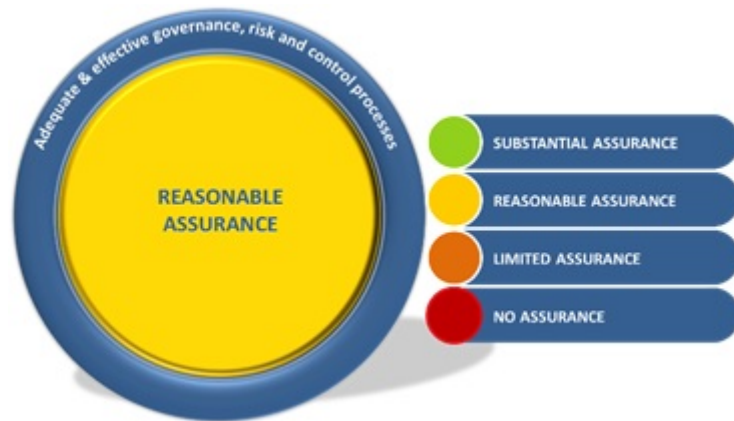 Adequate & effective governance, risk and control processes
REASONABLE
ASSURANCE
SUBSTANTIAL ASSURANCE
REASONABLE ASSURANCE
LIMITED ASSURANCE
NO ASSURANCE